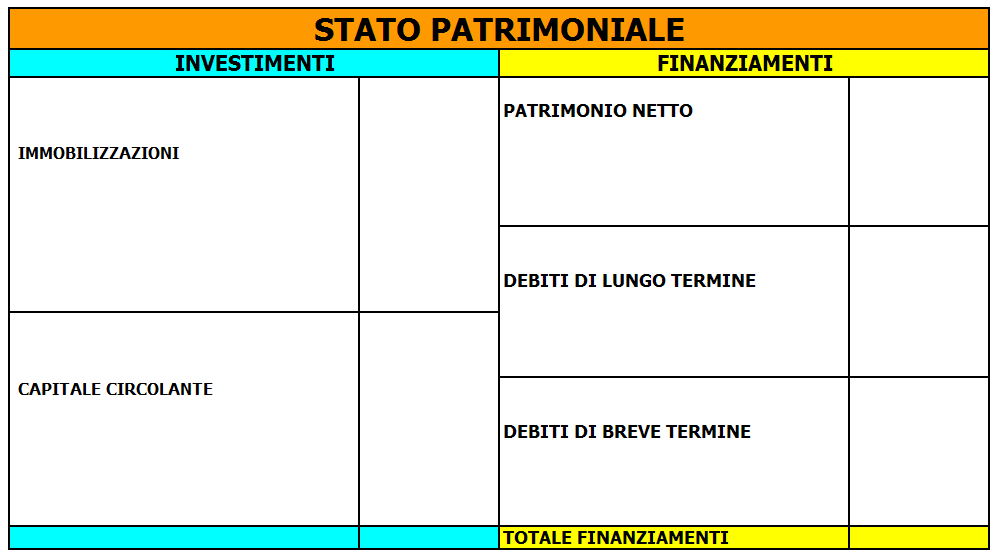 STATO PATRIMONIALE
INVESTIMENTI
FINANZIAMENTI
IMMOBILIZZAZIONI
CAPITALE CIRCOLANTE
PATRIMONIO NETTO
DEBITI DI LUNGO TERMINE
DEBITI DI BREVE TERMINE
TOTALE FINANZIAMENTI